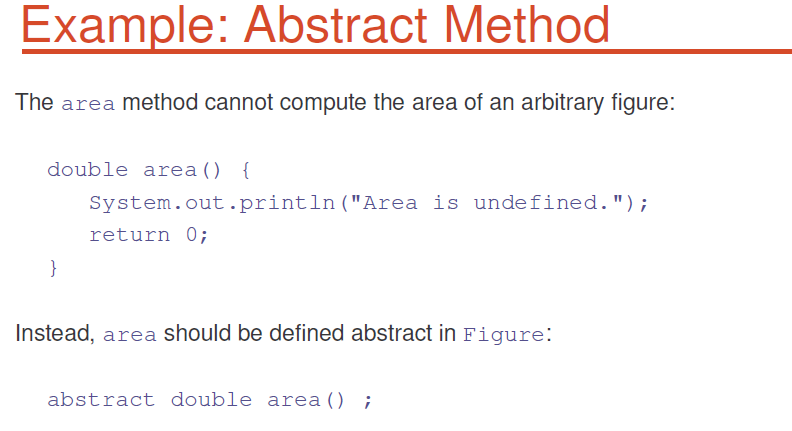 Example: Abstract Method
The area method cannot compute the area of an arbitrary figure:
double area() {
System.out.println("Area is undefined.");
return 0;
}
Instead, area should be defined abstract in Figure:
abstract double area() ;